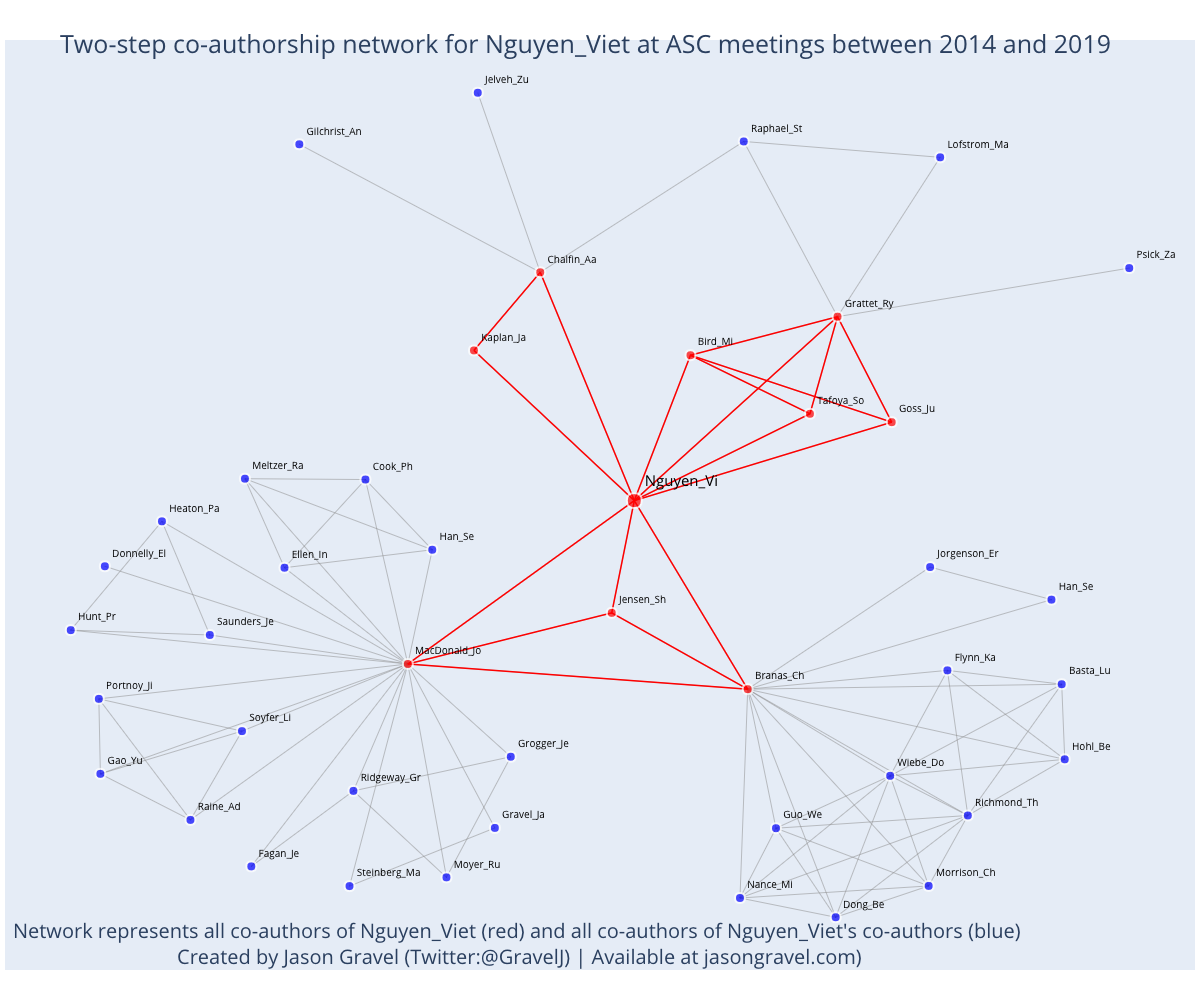 Two-step co-authorship network for Nguyen_Viet at ASC meetings between 2014 and 2019
Jelveh_Zu
Gilchrist_An
Raphael_St
Lofstrom_Ma
Psick_Za
Chalfin_Aa
Grattet_Ry
Kaplan_Ja
Bird_Mi
Tafoya_So
Goss_Ju
Nguyen_Vi
Meltzer_Ra
Cook_Ph
Heaton_Pa
Han_Se
Donnelly_El
Ellen_In
Jorgenson_Er
Han_Se
Jensen_Sh
Hunt_Pr
Saunders_Je
MacDonald_Jo
Flynn_Ka
Branas_Ch
Basta_Lu
Portnoy_Ji
Soyfer_Li
Grogger_Je
Hohl_Be
Gao_Yu
Wiebe_Do
Ridgeway_Gr
Raine_Ad
Richmond_Th
Gravel_Ja
Guo_We
Fagan_Je
Steinberg_Ma
Moyer_Ru
Morrison_Ch
Nance_Mi
Dong_Be
Network represents all co-authors of Nguyen_Viet (red) and all co-authors of Nguyen_Viet's co-authors (blue)
Created by Jason Gravel (Twitter:@GravelJ) | Available at jasongravel.com)